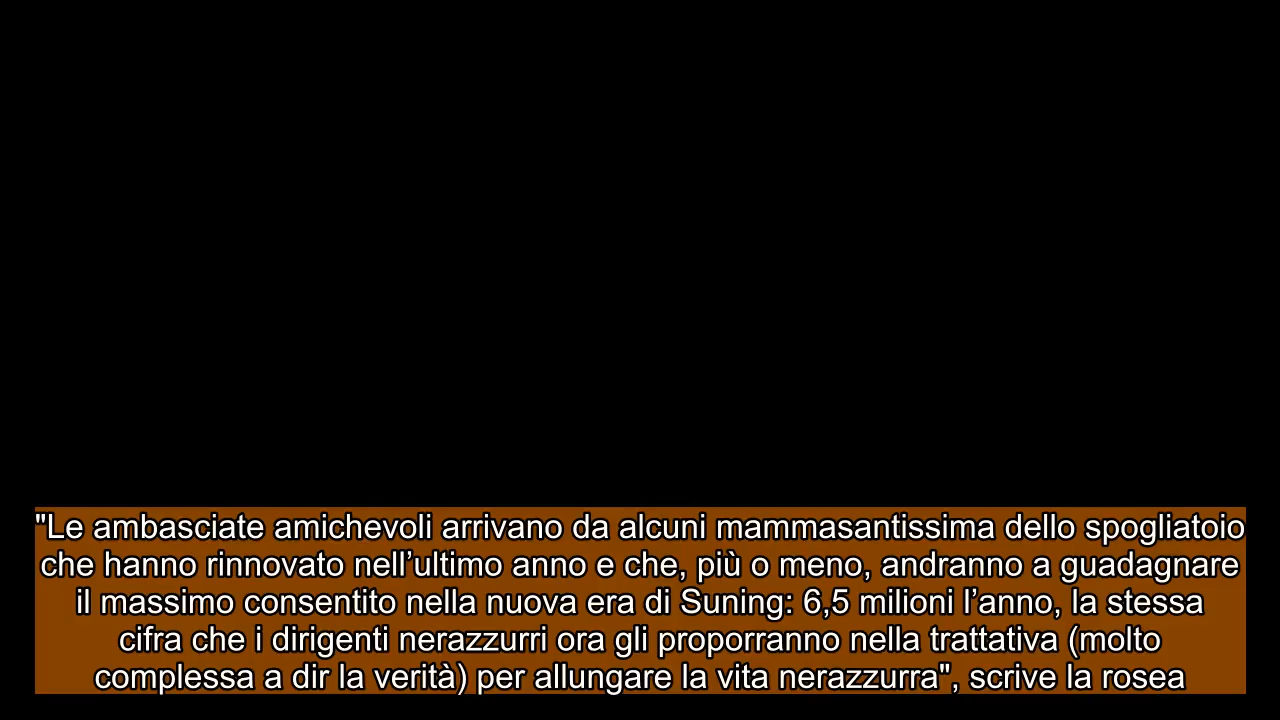 "Le ambasciate amichevoli arrivano da alcuni mammasantissima dello spogliatoio
che hanno rinnovato nell’ultimo anno e che, più o meno, andranno a guadagnare
il massimo consentito nella nuova era di Suning: 6,5 milioni l’anno, la stessa
cifra che i dirigenti nerazzurri ora gli proporranno nella trattativa (molto
complessa a dir la verità) per allungare la vita nerazzurra", scrive la rosea